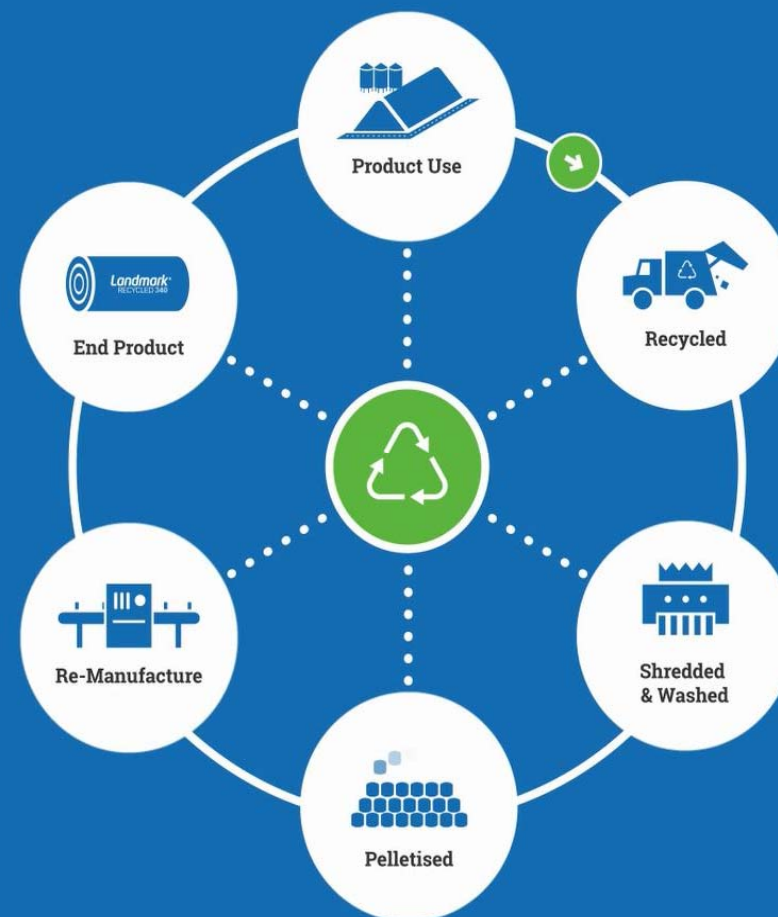 Product Use
Recycled
Shredded
& Washed
Pelletised
Re-Manufacture
Landmark
RECYCLED 340
End Product